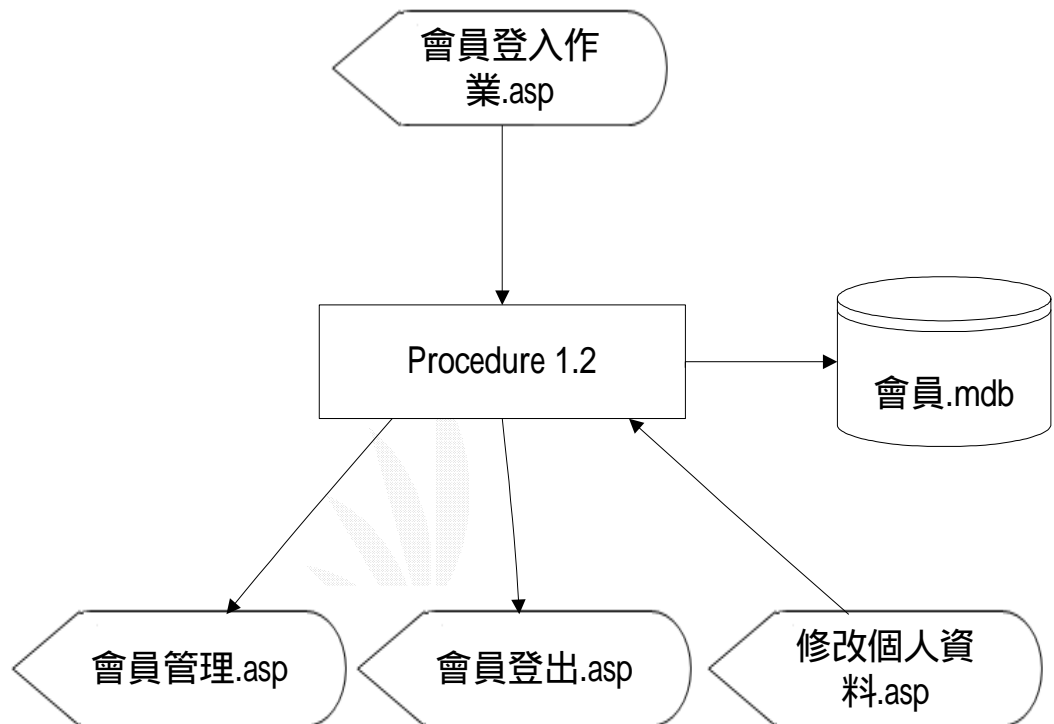 會員登入作
業.asp
Procedure 1.2
會員.mdb
會員管理.asp
會員登出.asp
修改個人資
料.asp